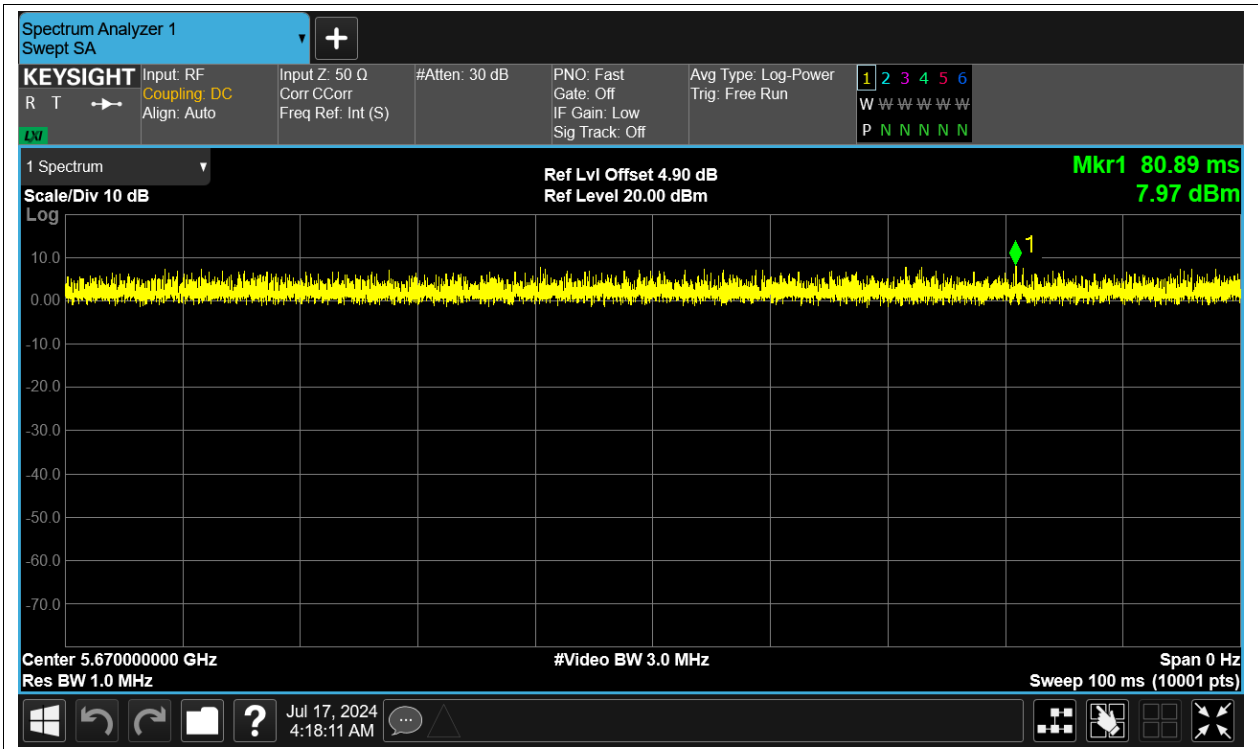 Spectrum Analyzer 1
Swept SA
+
KEYSIGHT
R T
LXI
Input: RF
Coupling: DC
Align: Auto
Input Z: 50 Ω
Corr CCorr
Freq Ref: Int (S)
#Atten: 30 dB
PNO: Fast
Gate: Off
IF Gain: Low
Sig Track: Off
Avg Type: Log-Power
Trig: Free Run
1 2 3 4 5 6
W W W W W W
P N N N N N
1 Spectrum
Scale/Div 10 dB
Ref Lvl Offset 4.90 dB
Ref Level 20.00 dBm
Mkr1 80.89 ms
7.97 dBm
Log
1
10.0
0.00
-10.0
-20.0
-30.0
-40.0
-50.0
-60.0
-70.0
Center 5.670000000 GHz
Res BW 1.0 MHz
#Video BW 3.0 MHz
Span 0 Hz
Sweep 100 ms (10001 pts)
?
Jul 17, 2024
4:18:11 AM